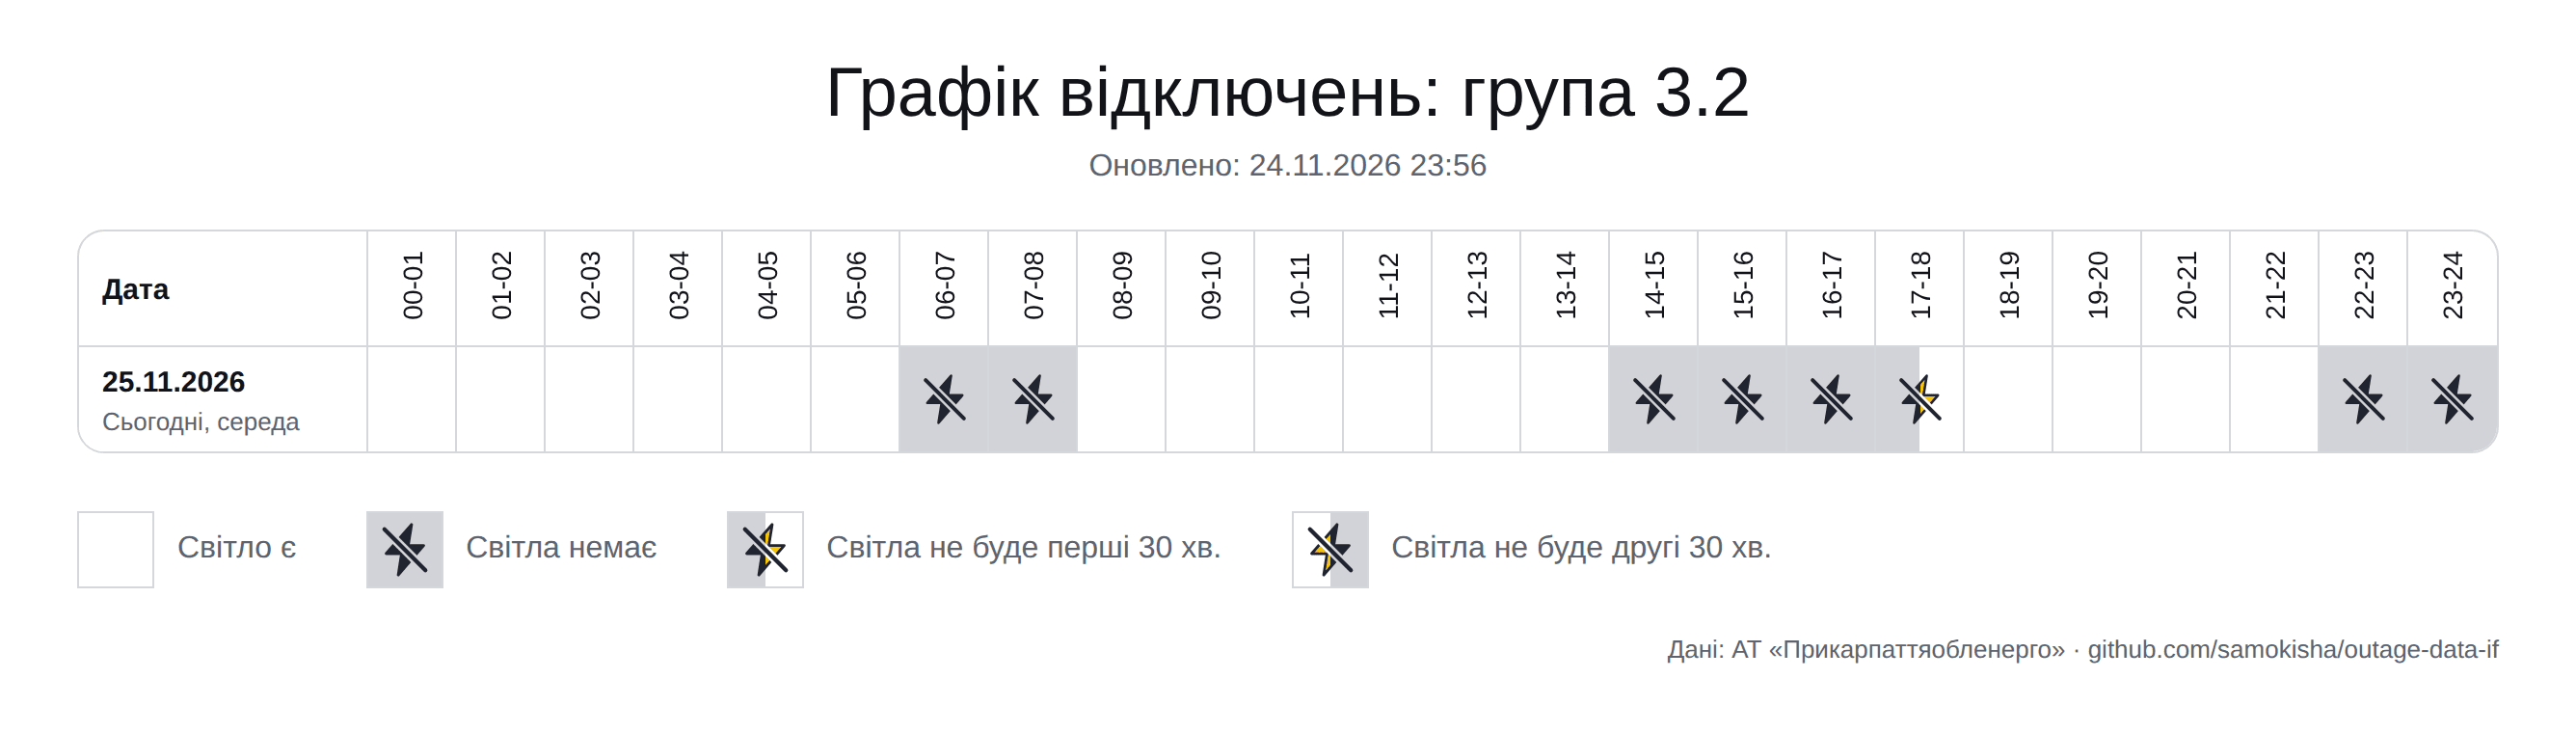 Графік відключень: група 3.2
Оновлено: 24.11.2026 23:56
Дата 00-01 01-02 02-03 03-04 04-05 05-06 06-07 07-08 08-09 09-10 10-11 11-12 12-13 13-14 14-15 15-16 16-17 17-18 18-19 19-20 20-21 21-22 22-23 23-24
25.11.2026
Сьогодні, середа
Світло є Світла немає Світла не буде перші 30 хв. Світла не буде другі 30 хв.
Дані: АТ «Прикарпаттяобленерго» · github.com/samokisha/outage-data-if